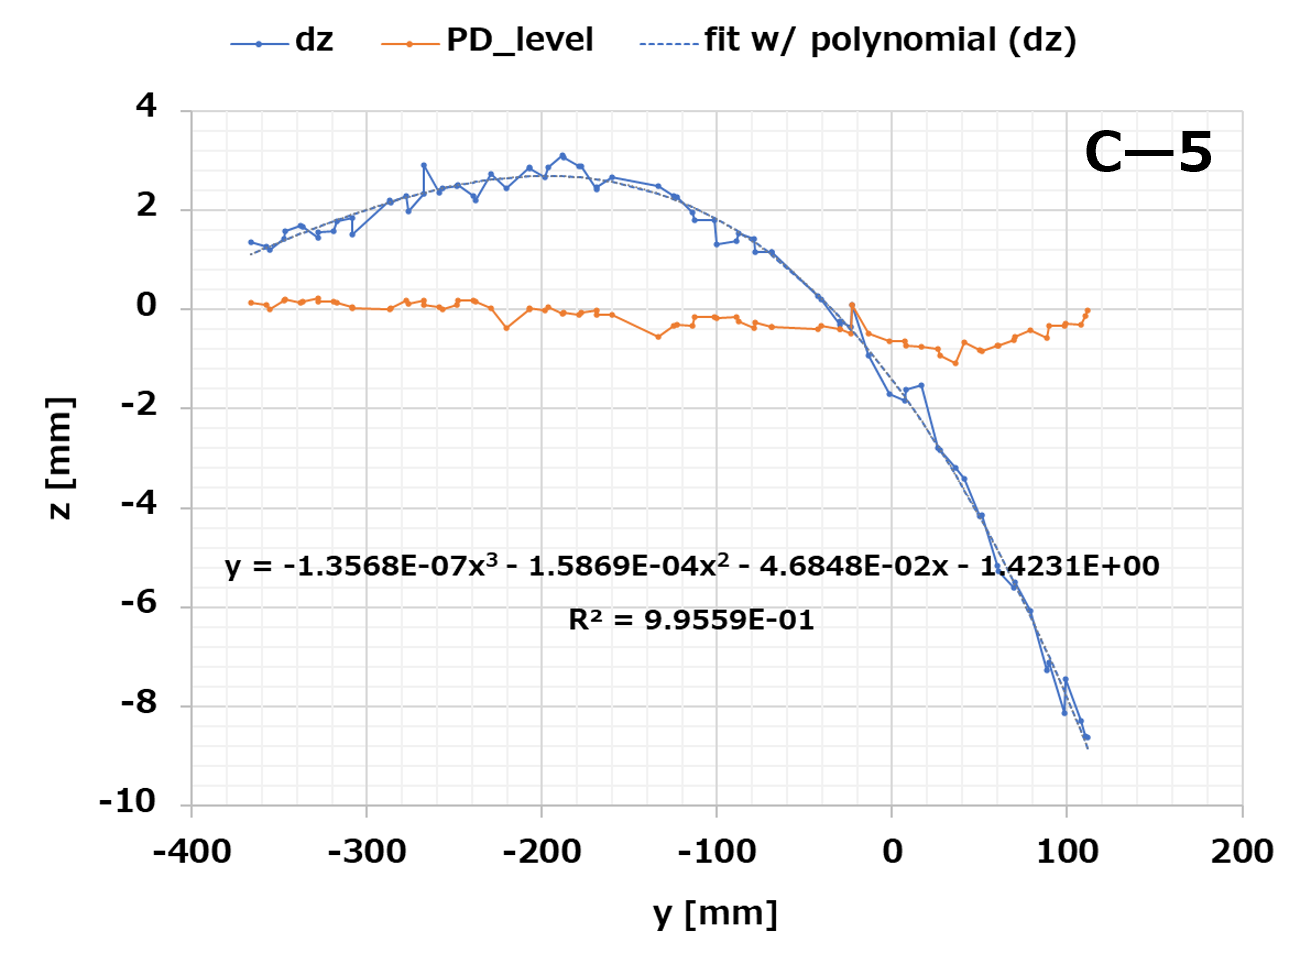 dz PD_level fit w/ polynomial (dz)
C—5
4
2
0
-2
-4
-6
-8
-10
z [mm]
y = -1.3568E-07x³ - 1.5869E-04x² - 4.6848E-02x - 1.4231E+00
R² = 9.9559E-01
-400 -300 -200 -100 0 100 200
y [mm]